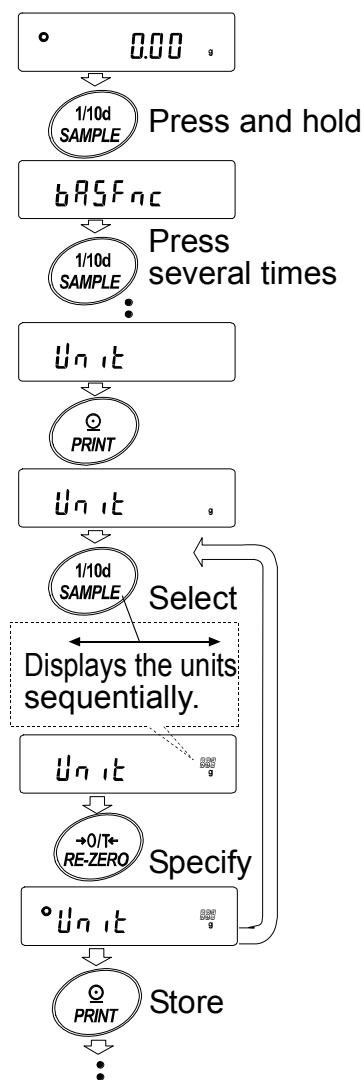 0.00 g
1/10d
SAMPLE
Press and hold
bASFnc
1/10d
SAMPLE
Press
several times
Unit
PRINT
Unit g
1/10d
SAMPLE
Select
Displays the units
sequentially.
Unit g
→0/T←
RE-ZERO
Specify
Unit g
PRINT
Store